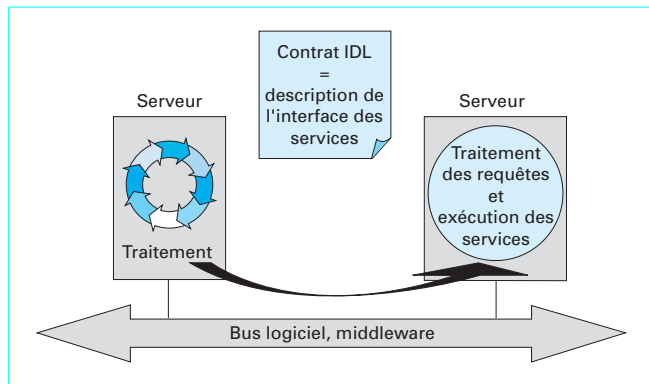 Contrat IDL
=
description de
l'interface des
services
Serveur
Serveur
Traitement
Traitement
des requêtes
et
exécution des
services
Bus logiciel, middleware